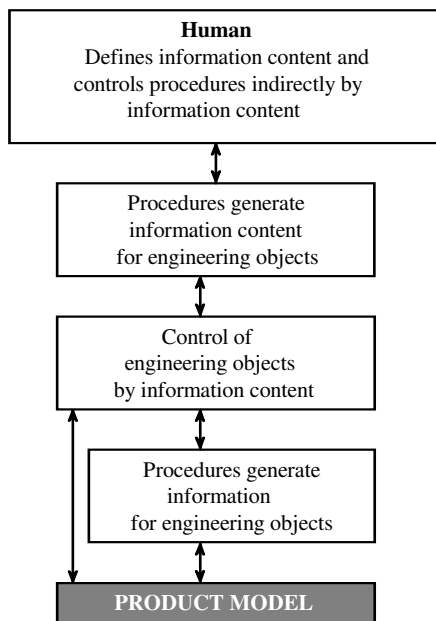 Human
Defines information content and
controls procedures indirectly by
information content
Procedures generate
information content
for engineering objects
Control of
engineering objects
by information content
Procedures generate
information
for engineering objects
PRODUCT MODEL